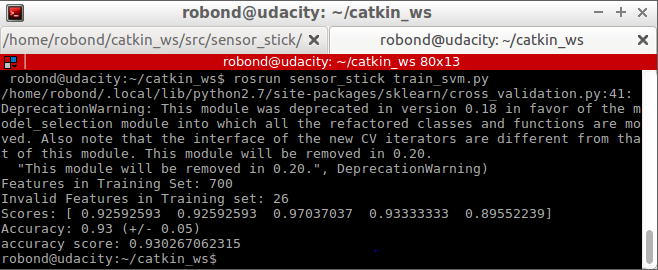 robond@udacity: ~/catkin_ws
/home/robond/catkin_ws/src/sensor_stick/
robond@udacity: ~/catkin_ws
robond@udacity: ~/catkin_ws 80x13
robond@udacity:~/catkin_ws$ rosrun sensor_stick train_svm.py
/home/robond/.local/lib/python2.7/site-packages/sklearn/cross_validation.py:41:
DeprecationWarning: This module was deprecated in version 0.18 in favor of the m
odel_selection module into which all the refactored classes and functions are mo
ved. Also note that the interface of the new CV iterators are different from tha
t of this module. This module will be removed in 0.20.
  "This module will be removed in 0.20.", DeprecationWarning)
Features in Training Set: 700
Invalid Features in Training set: 26
Scores: [ 0.92592593  0.92592593  0.97037037  0.93333333  0.89552239]
Accuracy: 0.93 (+/- 0.05)
accuracy score: 0.930267062315
robond@udacity:~/catkin_ws$